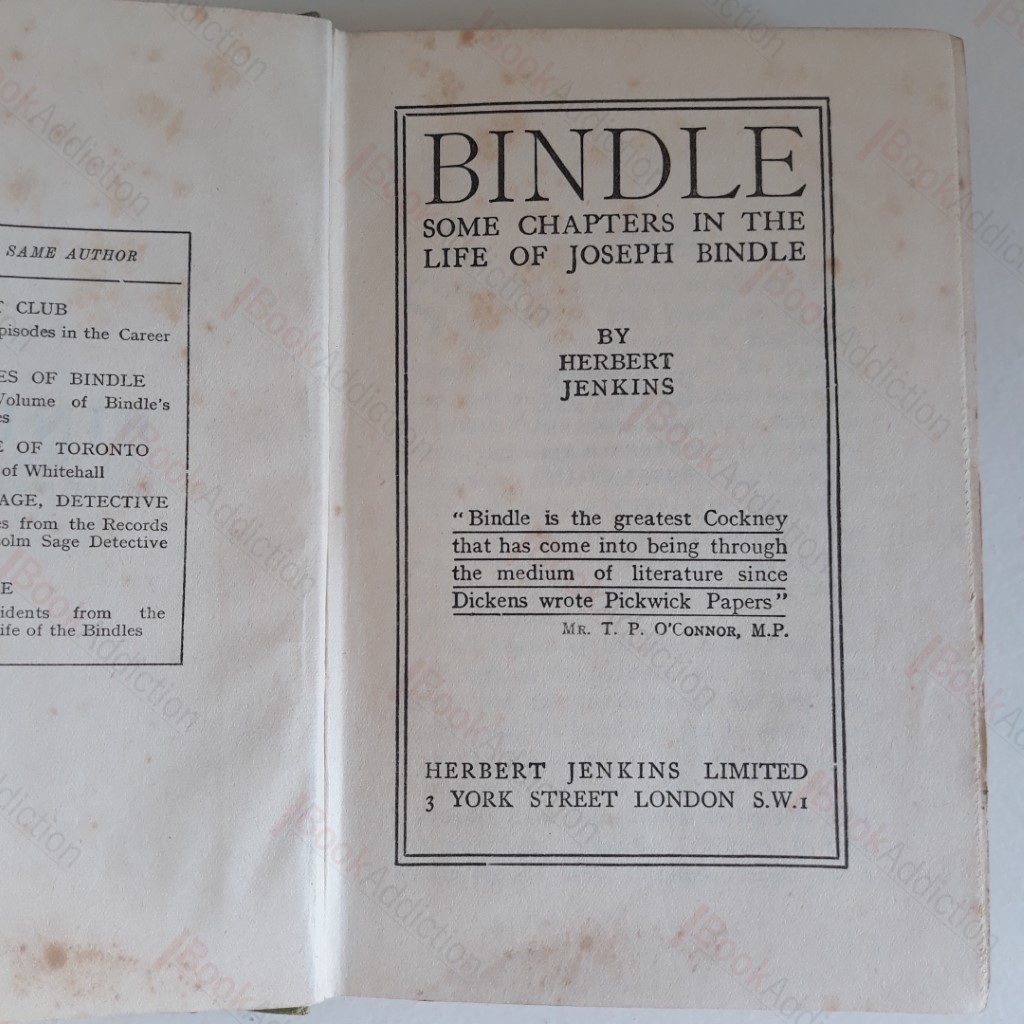 SAME AUTHOR
CLUB
pisodes in the Career
ES OF BINDLE
Volume of Bindle's
s
E OF TORONTO
of Whitehall
AGE, DETECTIVE
es from the Records
colm Sage Detective
E
idents from the
ife of the Bindles
BINDLE
SOME CHAPTERS IN THE
LIFE OF JOSEPH BINDLE
BY
HERBERT
JENKINS
"Bindle is the greatest Cockney
that has come into being through
the medium of literature since
Dickens wrote Pickwick Papers"
MR. T. P. O'CONNOR, M.P.
HERBERT JENKINS LIMITED
3 YORK STREET LONDON S.W.1
BookAddiction